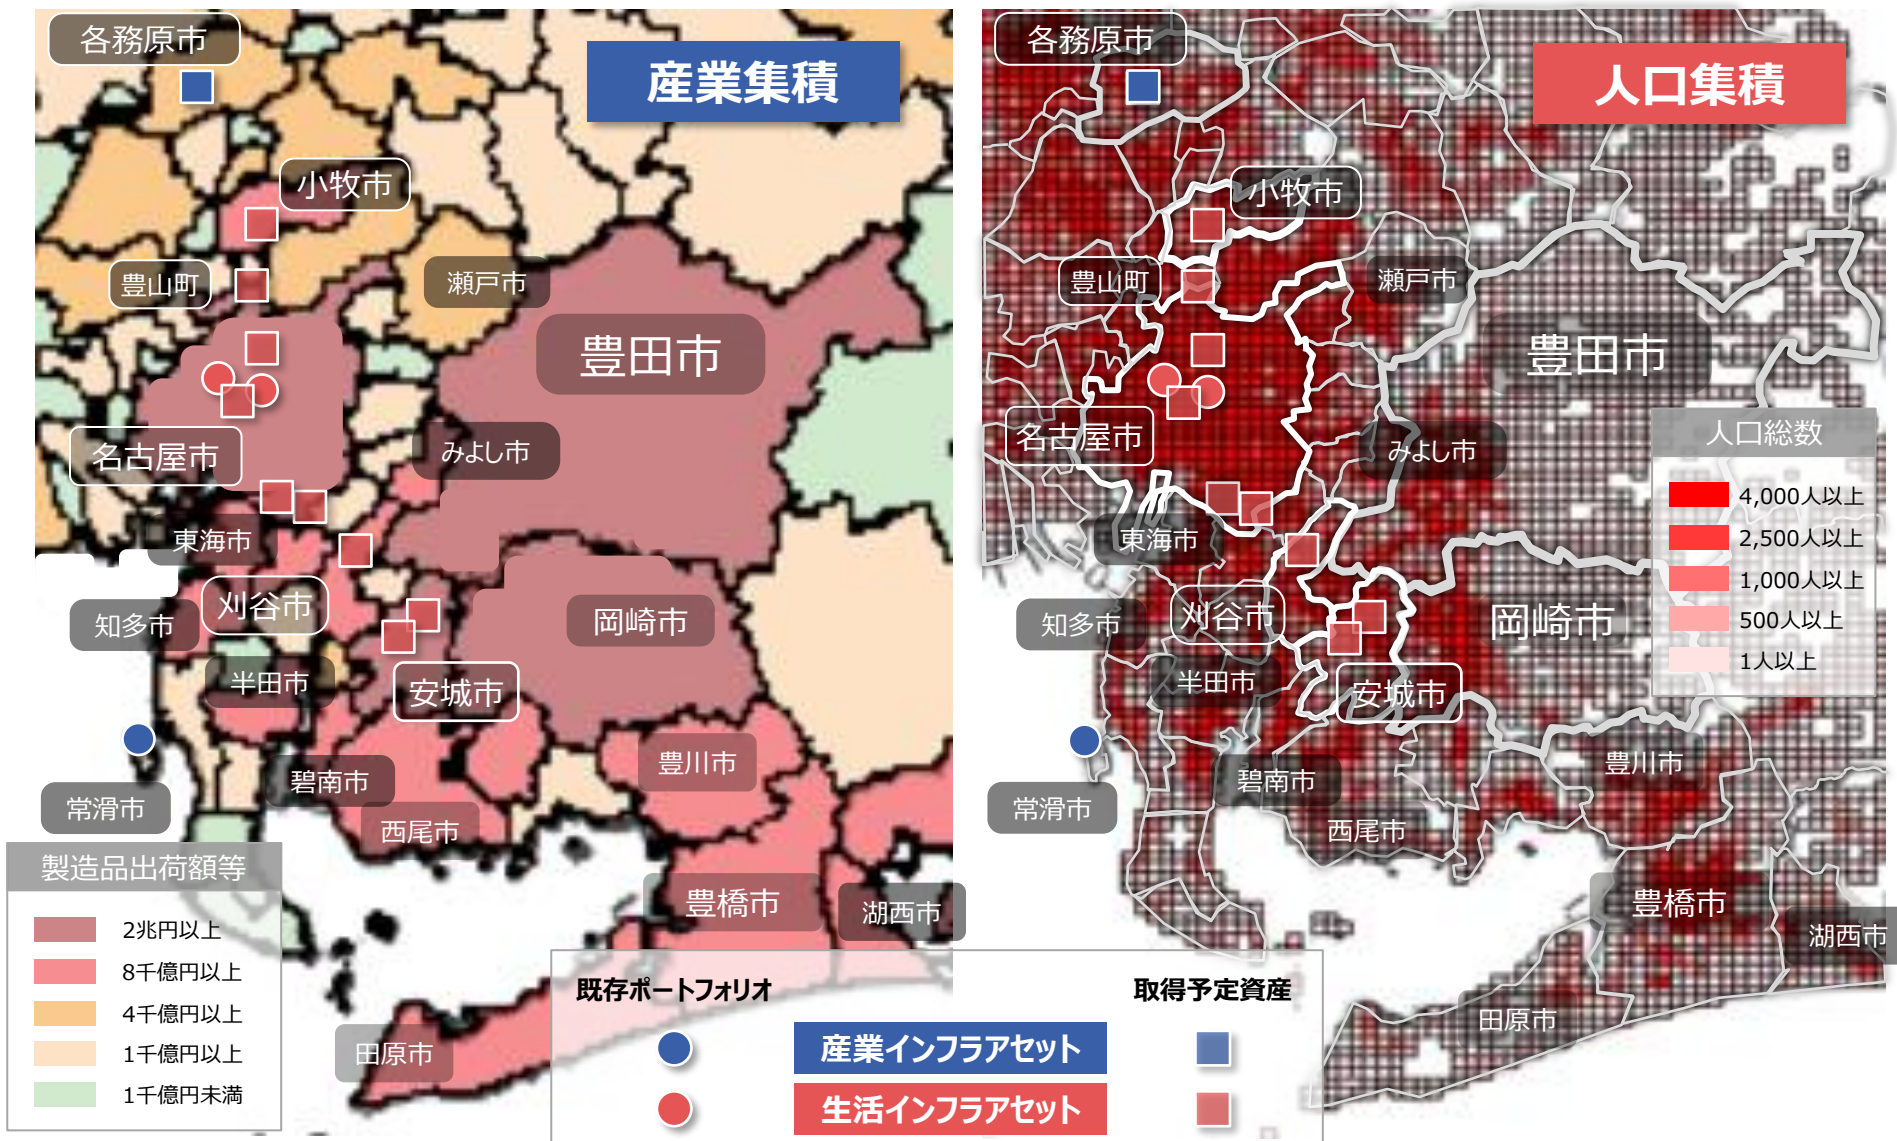 各務原市
産業集積
小牧市
豊山町
瀬戸市
豊田市
名古屋市
みよし市
東海市
刈谷市
知多市
岡崎市
半田市
安城市
碧南市
豊川市
常滑市
西尾市
豊橋市
湖西市
田原市
製造品出荷額等
2兆円以上
8千億円以上
4千億円以上
1千億円以上
1千億円未満
各務原市
人口集積
小牧市
豊山町
瀬戸市
豊田市
名古屋市
みよし市
東海市
刈谷市
知多市
岡崎市
半田市
安城市
碧南市
豊川市
常滑市
西尾市
豊橋市
湖西市
田原市
人口総数
4,000人以上
2,500人以上
1,000人以上
500人以上
1人以上
既存ポートフォリオ
取得予定資産
産業インフラアセット
生活インフラアセット